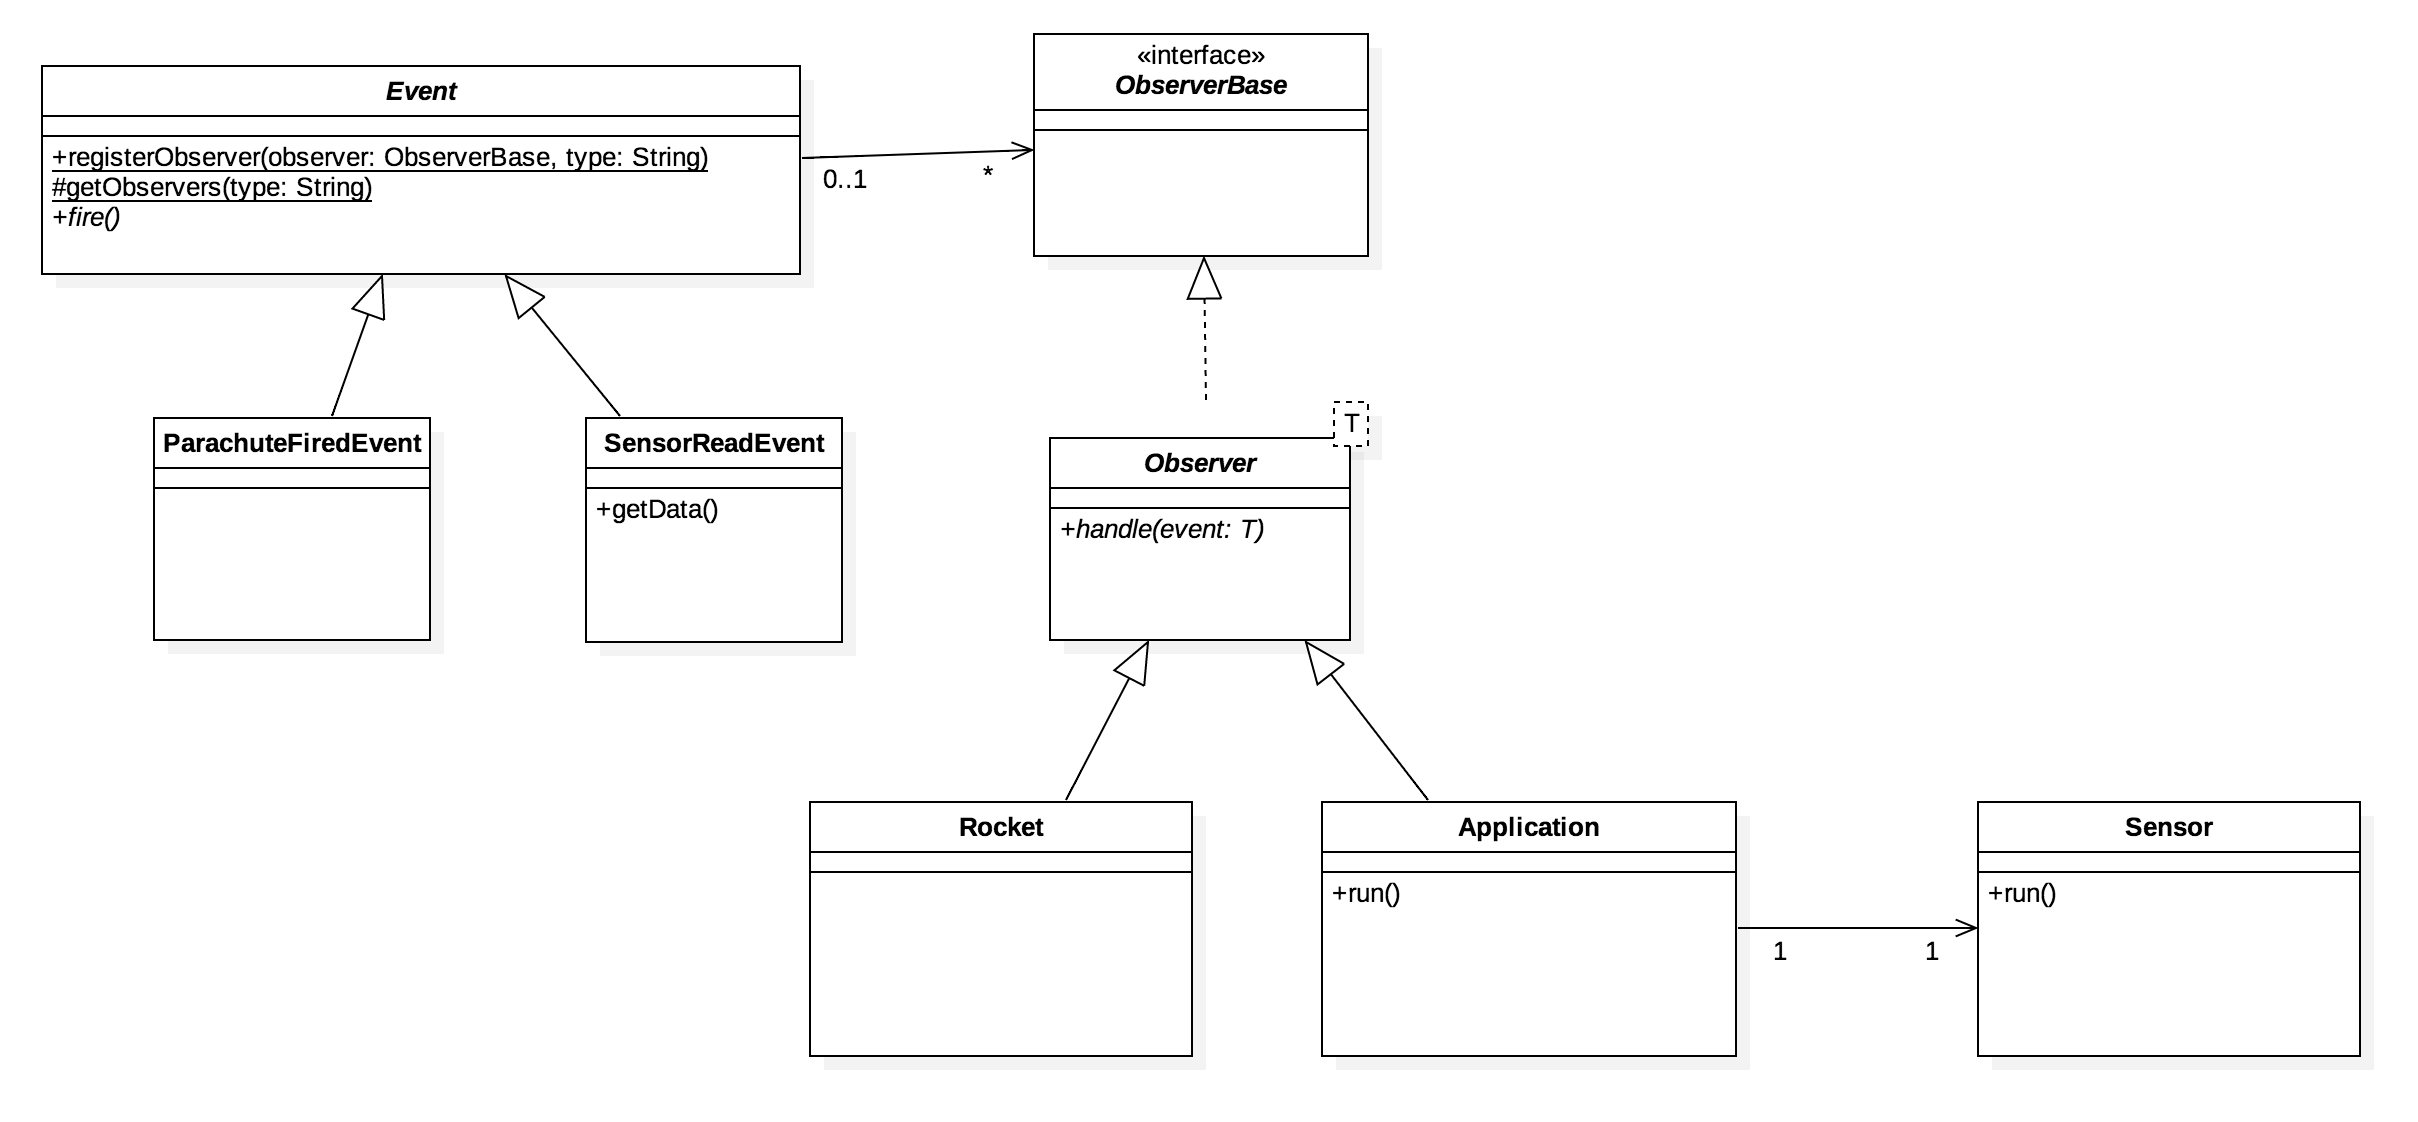 Event
+registerObserver(observer: ObserverBase, type: String)
#getObservers(type: String)
+fire()
0..1
*
«interface»
ObserverBase
ParachuteFiredEvent
SensorReadEvent
+getData()
T
Observer
+handle(event: T)
Rocket
Application
+run()
1
1
Sensor
+run()